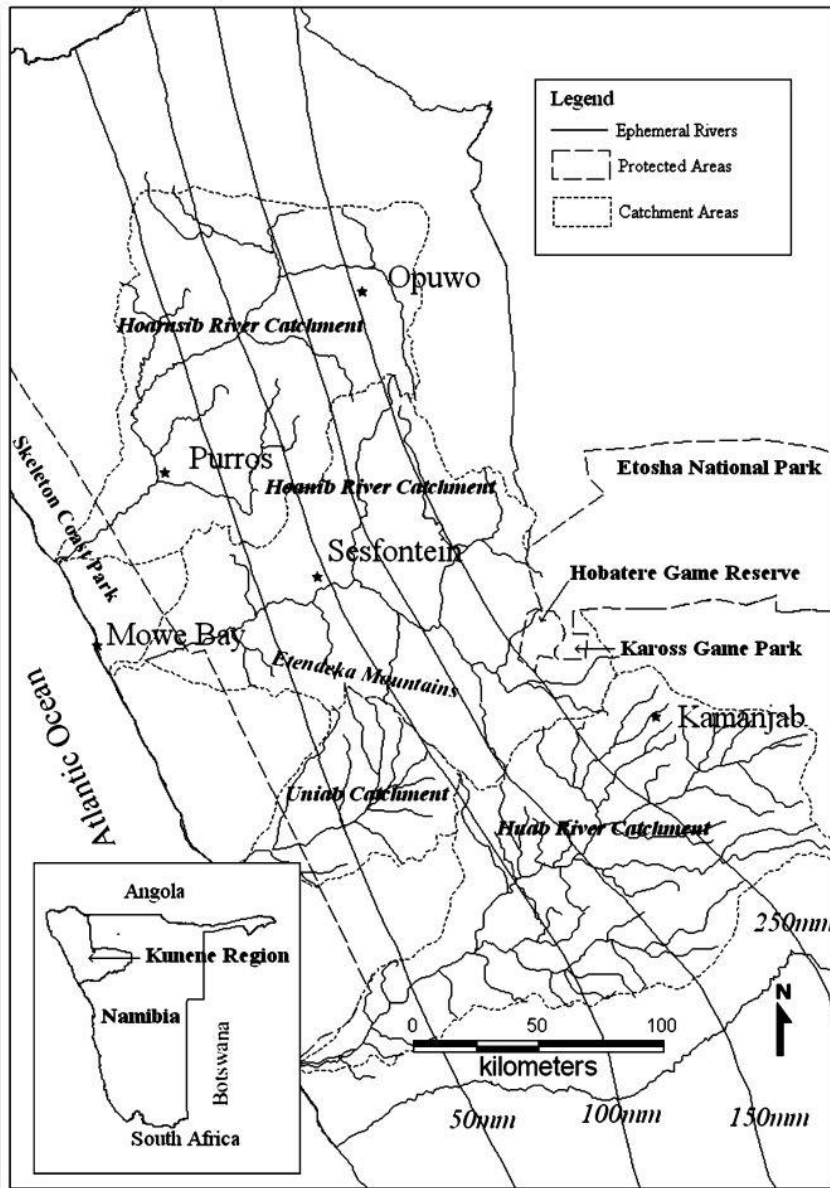 Legend
Ephemeral Rivers
Protected Areas
Catchment Areas
Opuwo
Hoarusib River Catchment
Purros
Skeleton Coast Park
Hoanib River Catchment
Etosha National Park
Sesfontein
Hobatere Game Reserve
Mowe Bay
Kaross Game Park
Etendeka Mountains
Kamanjab
Atlantic Ocean
Uniab Catchment
Huab River Catchment
250mm
N
0 50 100
kilometers
50mm
100mm
150mm
Angola
Kunene Region
Namibia
Botswana
South Africa